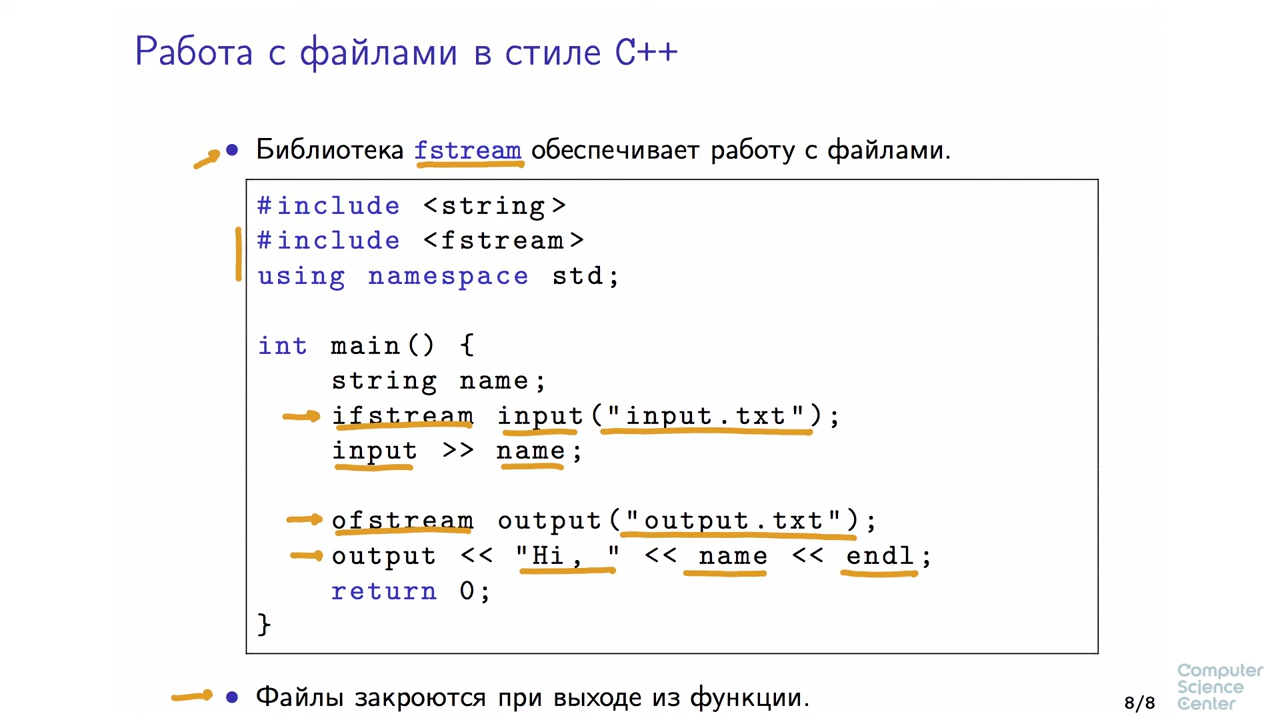 Работа с файлами в стиле C++
Библиотека fstream обеспечивает работу с файлами.
#include <string>
#include <fstream>
using namespace std;
int main() {
string name;
ifstream input("input.txt");
input >> name;
ofstream output("output.txt");
output << "Hi, " << name << endl;
return 0;
}
Файлы закроются при выходе из функции.
8/8
Computer
Science
Center